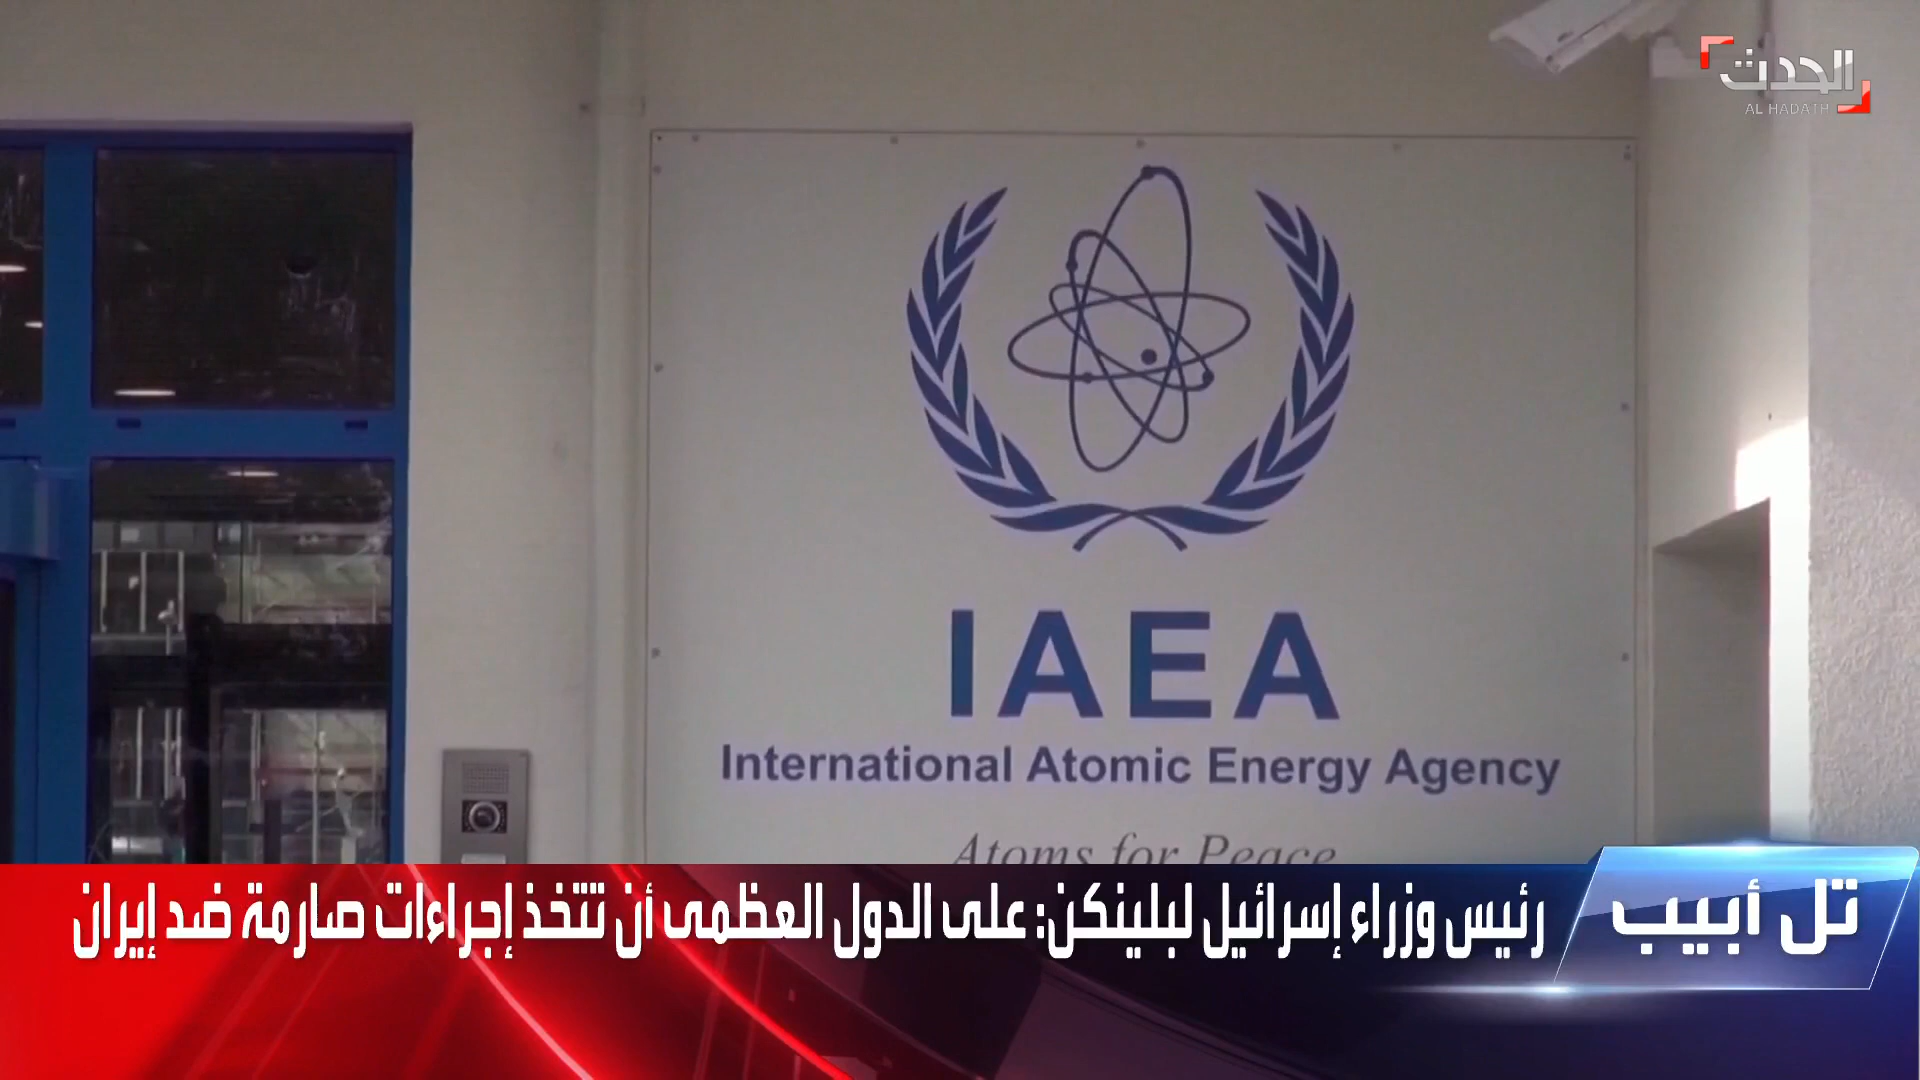 الحدث
AL HADATH
IAEA
International Atomic Energy Agency
Atoms for Peace
تل أبيب
رئيس وزراء إسرائيل لبلينكن: على الدول العظمى أن تتخذ إجراءات صارمة ضد إيران